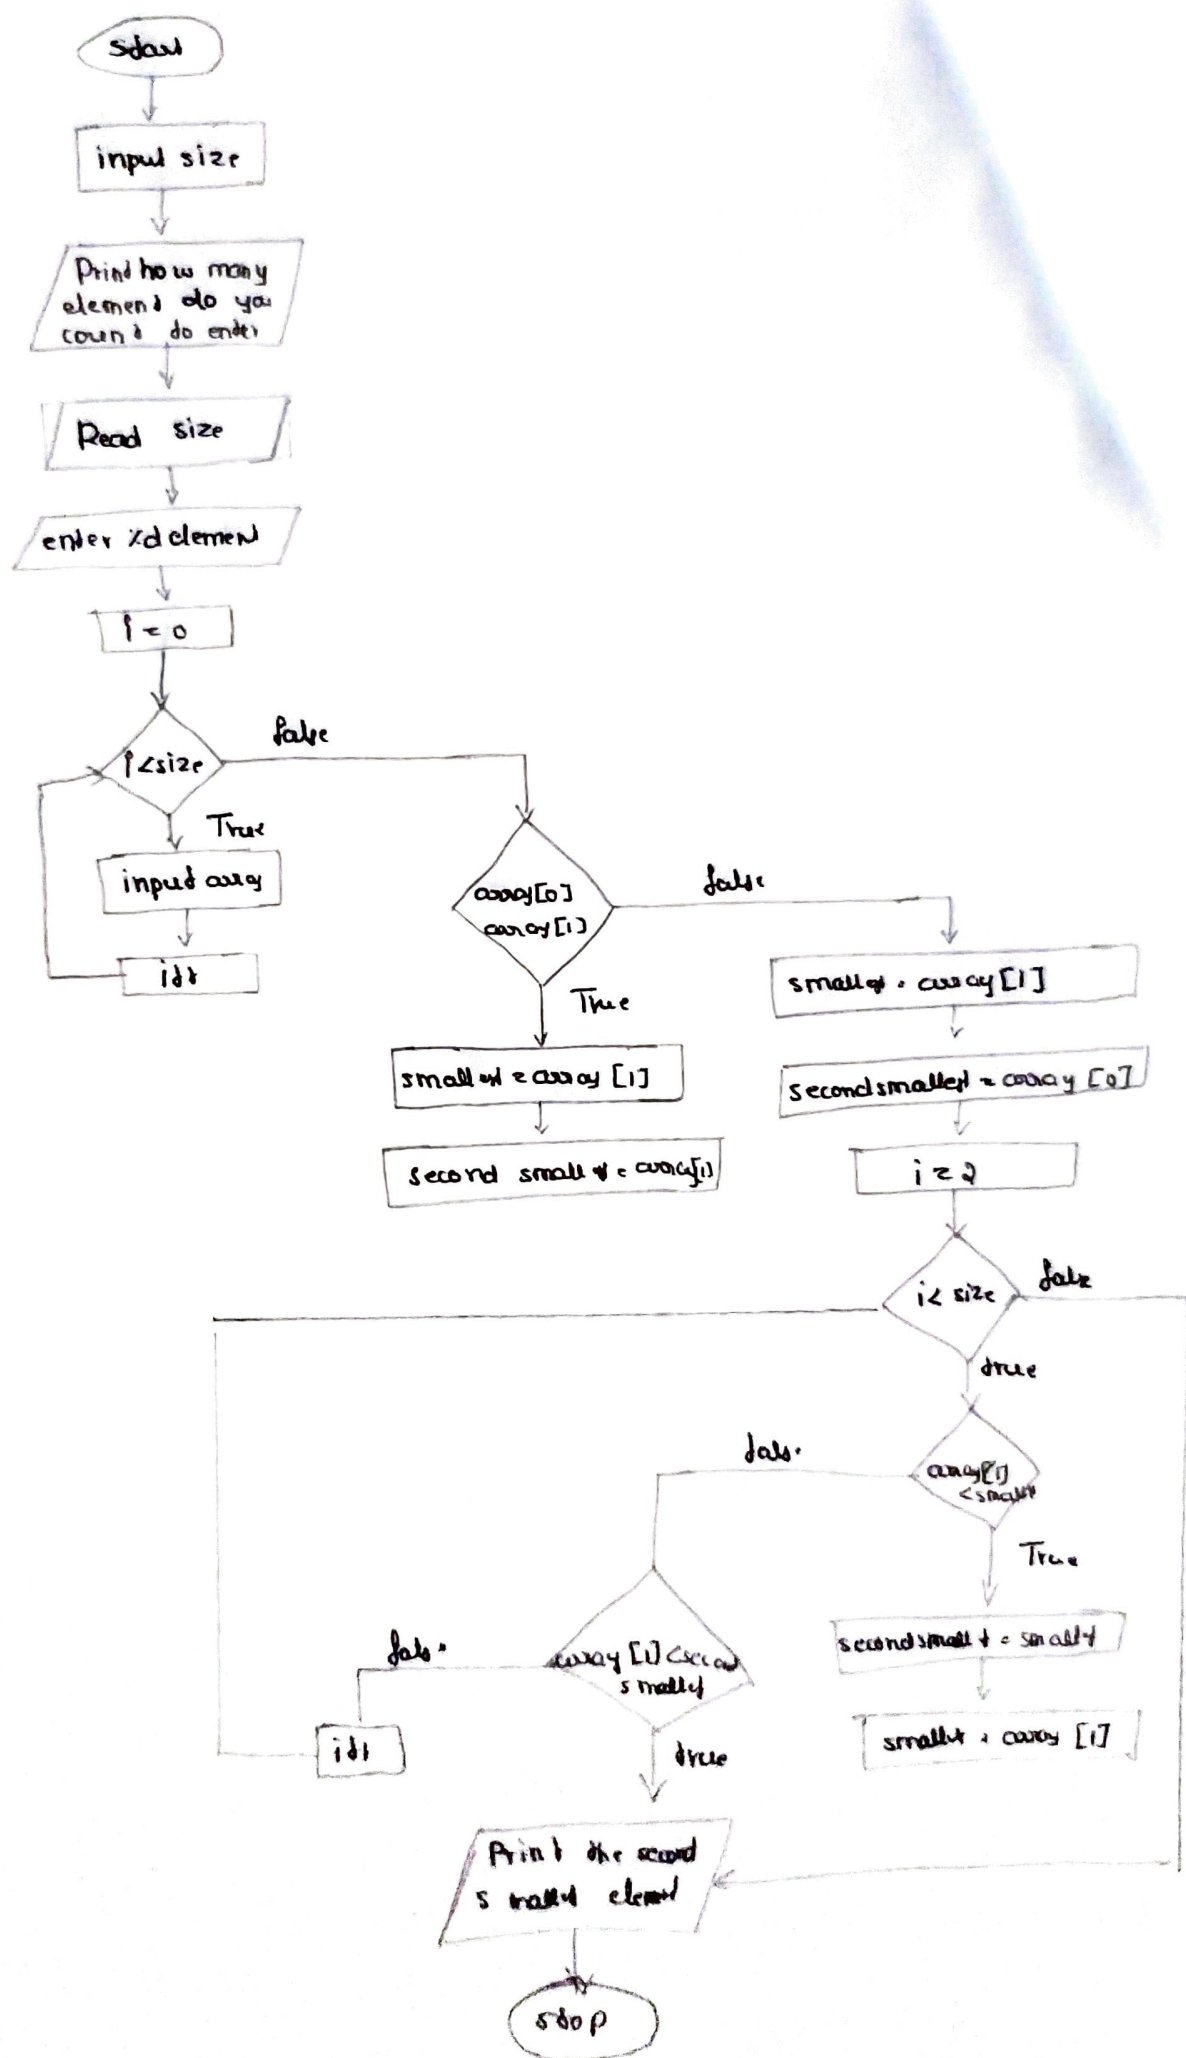 Start
input size
Print how many
element do you
count to enter
Read size
enter %d element
i = 0
i<size
false
True
input array
i++
array[0]
array[1]
false
True
smallest = array [1]
second smallest = array[1]
smallest = array [1]
secondsmallest = array [0]
i = 2
i< size
false
true
array[i]
<smallest
false
True
secondsmallest = smallest
smallest = array [i]
array [i] <second
smallest
false
i++
true
Print the second
smallest element
stop